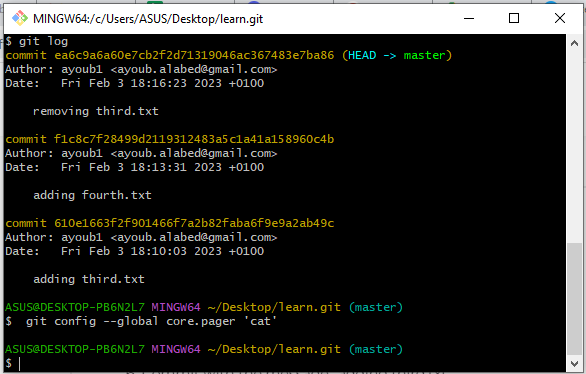 MINGW64:/c/Users/ASUS/Desktop/learn.git
$ git log
commit ea6c9a6a60e7cb2f2d71319046ac367483e7ba86 (HEAD -> master)
Author: ayoub1 <ayoub.alabed@gmail.com>
Date:   Fri Feb 3 18:16:23 2023 +0100
    removing third.txt
commit f1c8c7f28499d2119312483a5c1a41a158960c4b
Author: ayoub1 <ayoub.alabed@gmail.com>
Date:   Fri Feb 3 18:13:31 2023 +0100
    adding fourth.txt
commit 610e1663f2f901466f7a2b82faba6f9e9a2ab49c
Author: ayoub1 <ayoub.alabed@gmail.com>
Date:   Fri Feb 3 18:10:03 2023 +0100
    adding third.txt
ASUS@DESKTOP-PB6N2L7 MINGW64 ~/Desktop/learn.git (master)
$  git config --global core.pager 'cat'
ASUS@DESKTOP-PB6N2L7 MINGW64 ~/Desktop/learn.git (master)
$